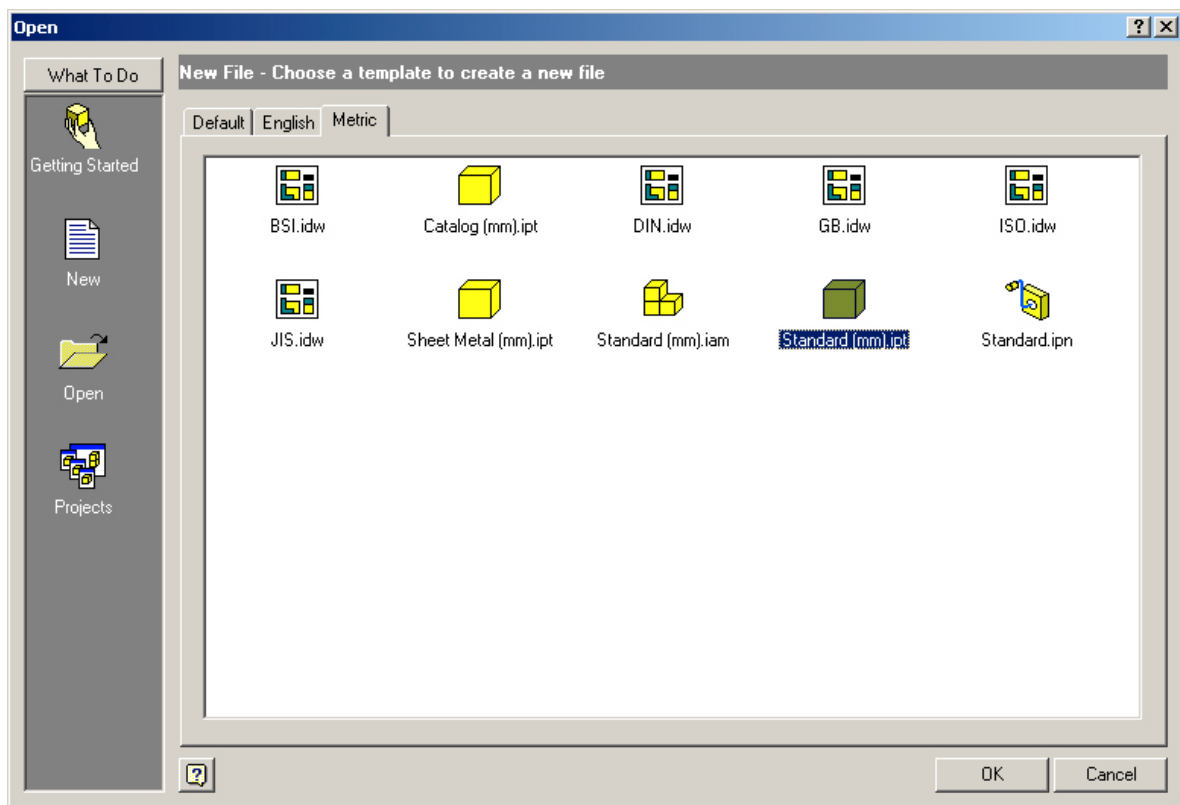 Open
What To Do
Getting Started
New
Open
Projects
New File - Choose a template to create a new file
Default English Metric
BSI.idw Catalog (mm).ipt DIN.idw GB.idw ISO.idw
JIS.idw Sheet Metal (mm).ipt Standard (mm).iam Standard (mm).ipt Standard.ipn
OK Cancel